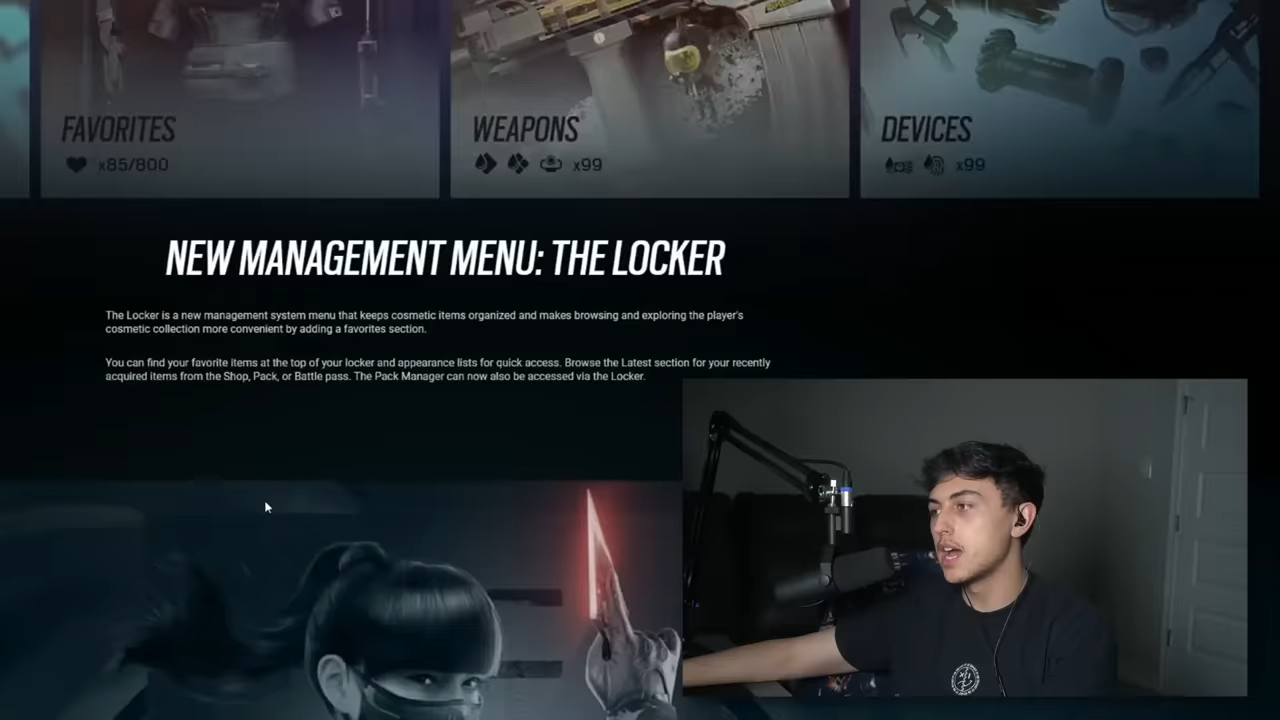 FAVORITES
x85/800
WEAPONS
x99
DEVICES
x99
NEW MANAGEMENT MENU: THE LOCKER
The Locker is a new management system menu that keeps cosmetic items organized and makes browsing and exploring the player's
cosmetic collection more convenient by adding a favorites section.
You can find your favorite items at the top of your locker and appearance lists for quick access. Browse the Latest section for your recently
acquired items from the Shop, Pack, or Battle pass. The Pack Manager can now also be accessed via the Locker.